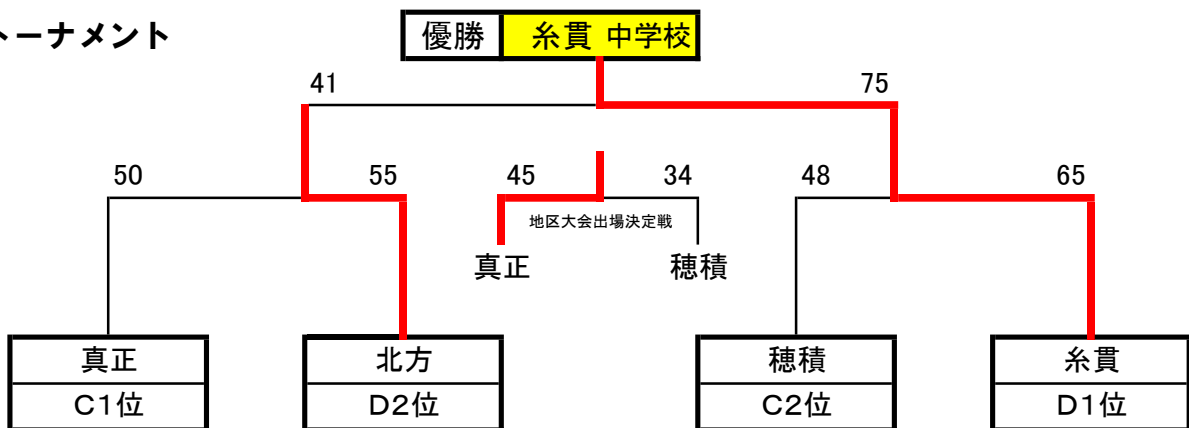 トーナメント
優勝 糸貫 中学校
41 75
50 55 45 34 48 65
地区大会出場決定戦
真正 穂積
真正 北方 穂積 糸貫
C1位 D2位 C2位 D1位